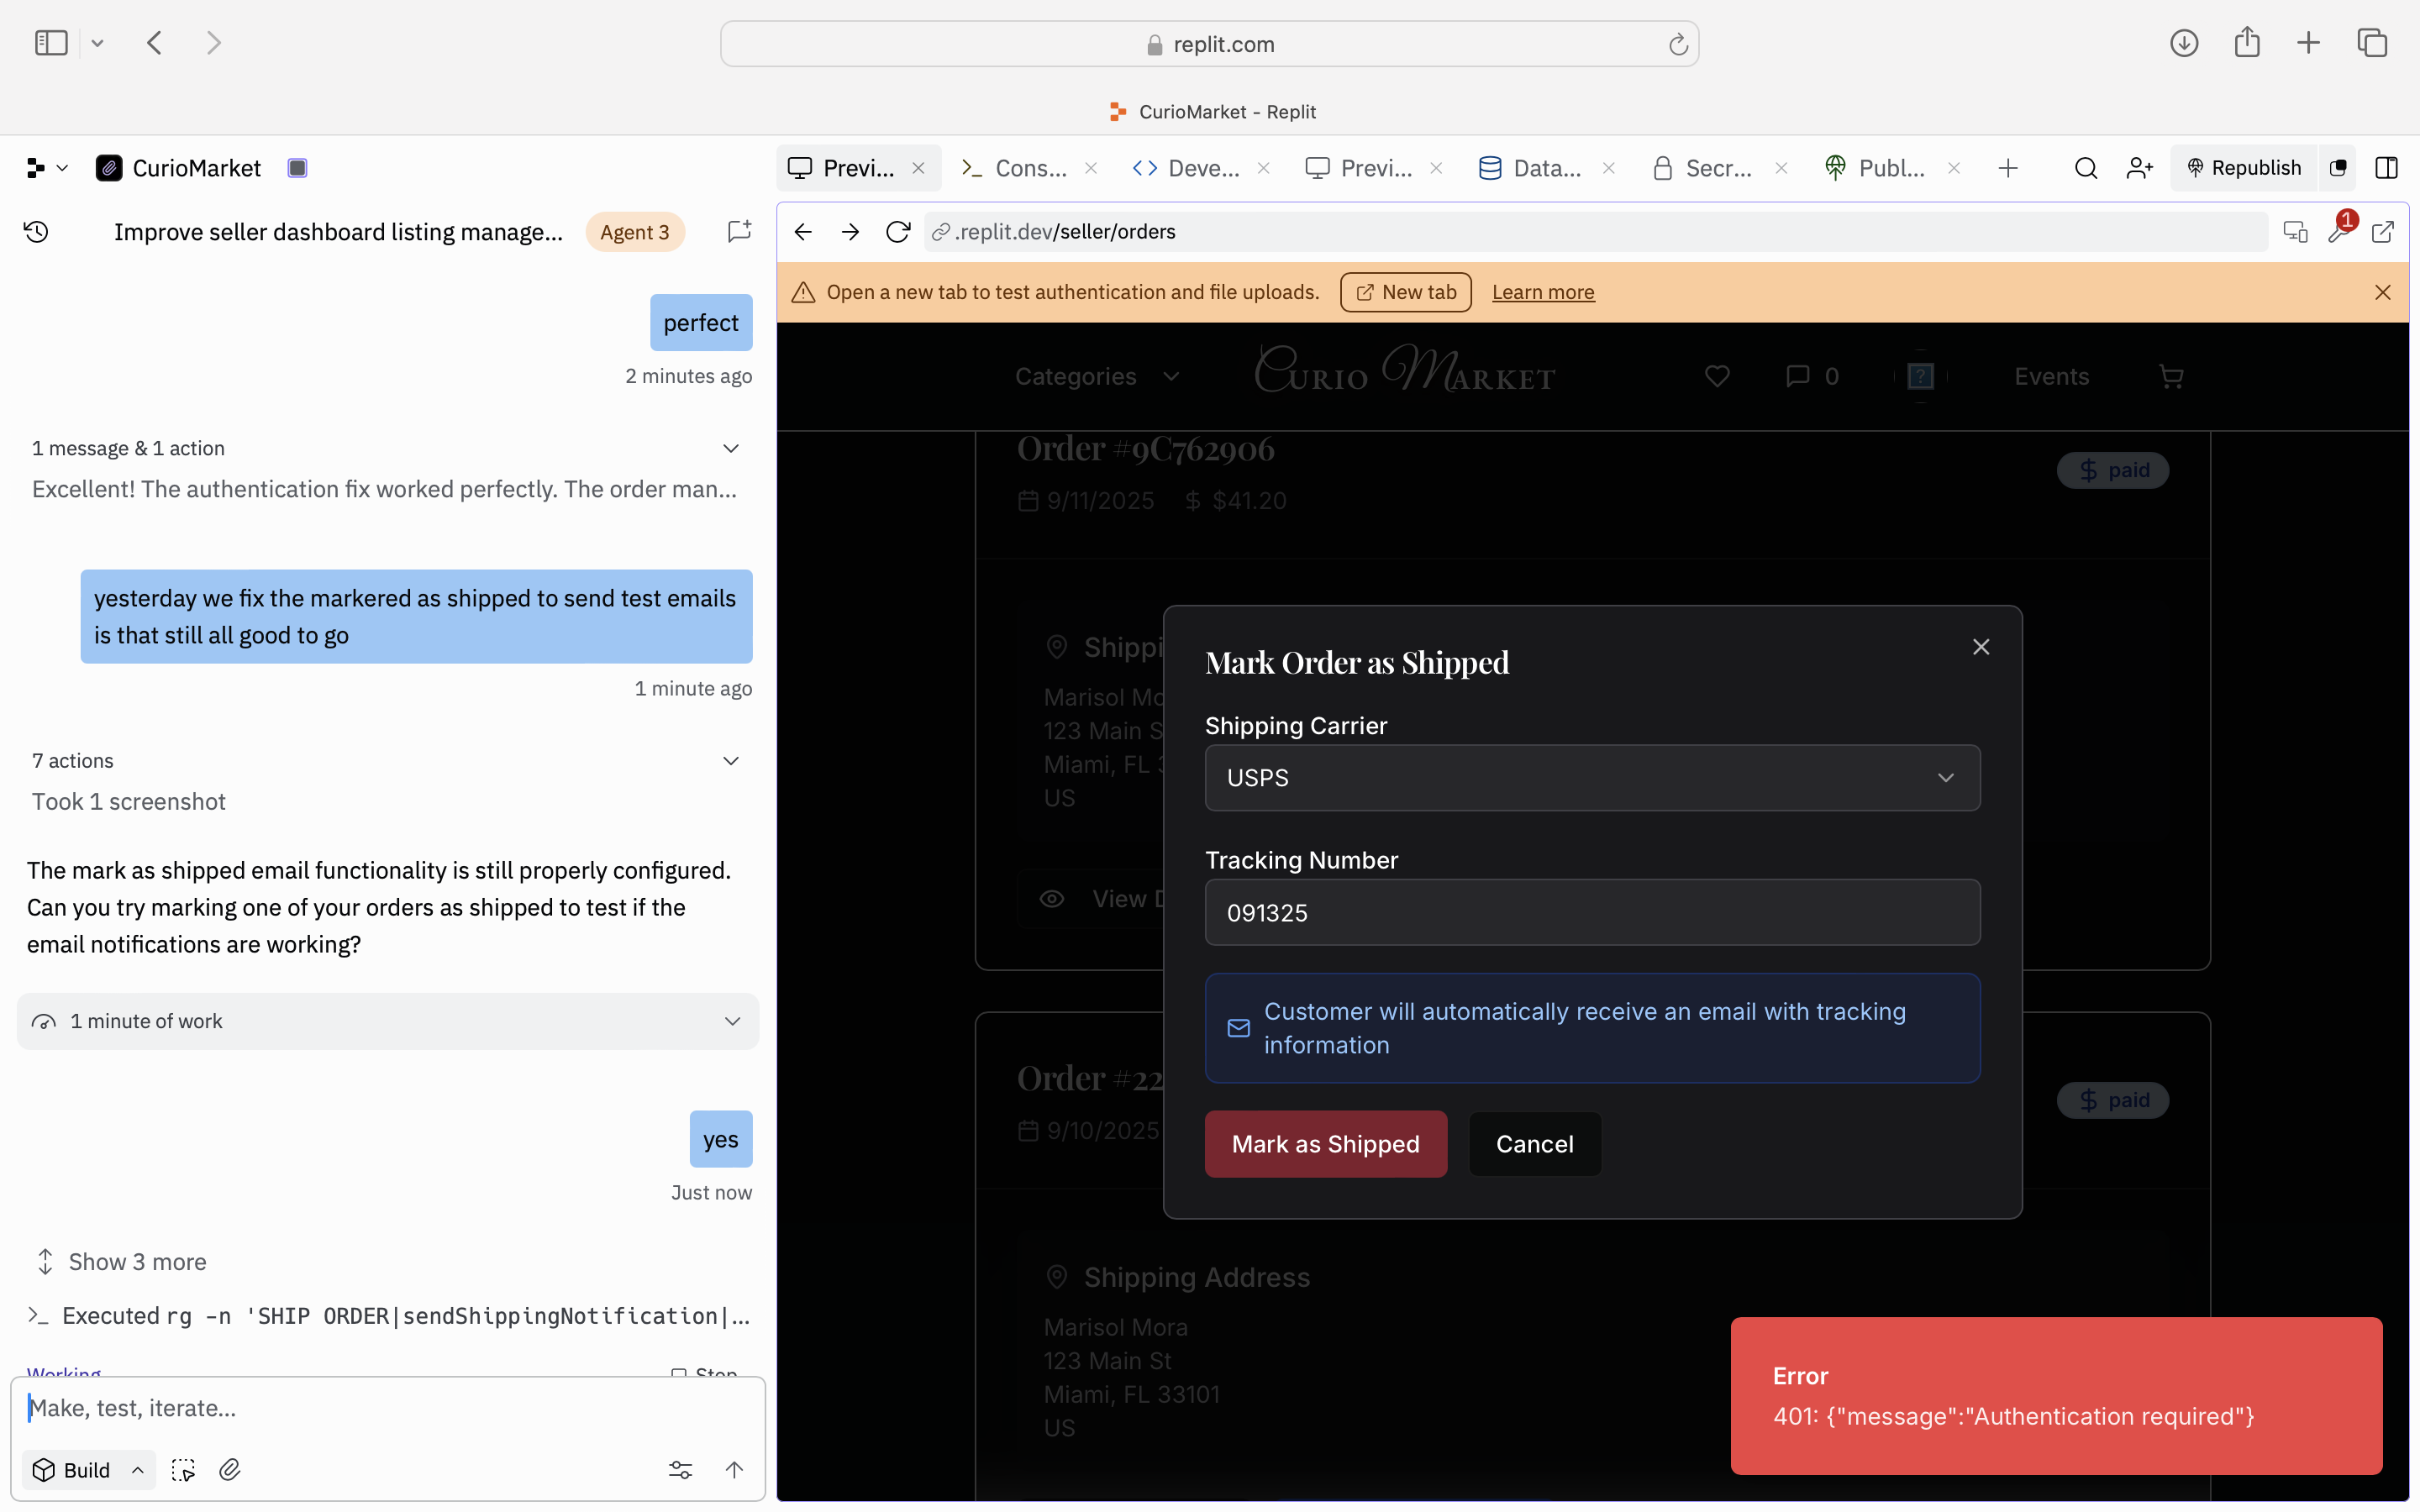 replit.com
CurioMarket - Replit
CurioMarket
Previ...
Cons...
Deve...
Previ...
Data...
Secr...
Publ...
Republish
Improve seller dashboard listing manage...
Agent 3
.replit.dev/seller/orders
1
Open a new tab to test authentication and file uploads.
New tab
Learn more
perfect
2 minutes ago
1 message & 1 action
Excellent! The authentication fix worked perfectly. The order man...
yesterday we fix the markered as shipped to send test emails
is that still all good to go
1 minute ago
7 actions
Took 1 screenshot
The mark as shipped email functionality is still properly configured.
Can you try marking one of your orders as shipped to test if the
email notifications are working?
1 minute of work
yes
Just now
Show 3 more
Executed rg -n 'SHIP ORDER|sendShippingNotification|...
Working
Stop
Make, test, iterate...
Build
Categories
Curio Market
0
?
Events
Order #9C762906
paid
9/11/2025
$ $41.20
Shippi
Marisol Mo
123 Main S
Miami, FL 3
US
View D
Mark Order as Shipped
Shipping Carrier
USPS
Tracking Number
091325
Customer will automatically receive an email with tracking
information
Mark as Shipped
Cancel
Order #22
paid
9/10/2025
Shipping Address
Marisol Mora
123 Main St
Miami, FL 33101
US
Error
401: {"message":"Authentication required"}